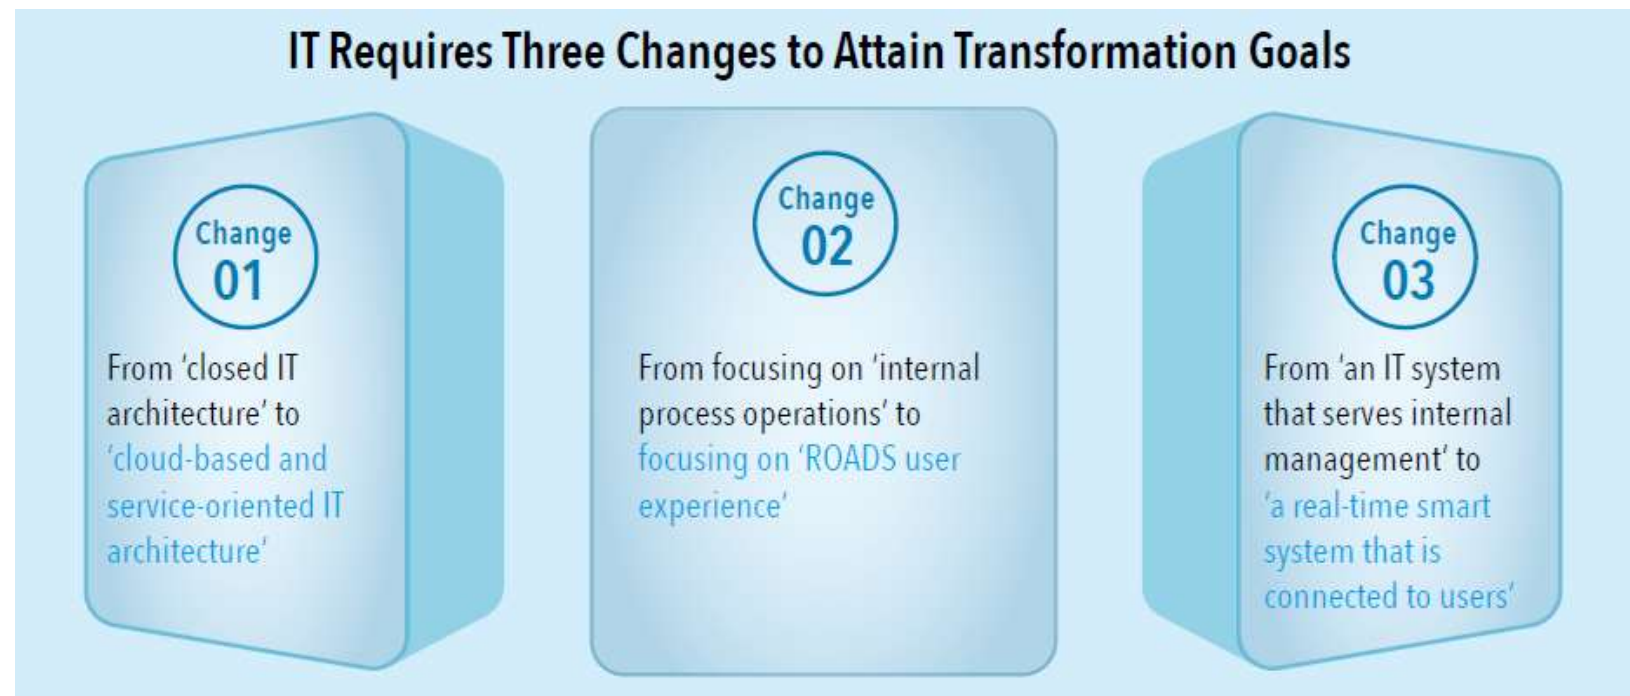 IT Requires Three Changes to Attain Transformation Goals
Change
01
From ‘closed IT
architecture’ to
‘cloud-based and
service-oriented IT
architecture’
Change
02
From focusing on ‘internal
process operations’ to
focusing on ‘ROADS user
experience’
Change
03
From ‘an IT system
that serves internal
management’ to
‘a real-time smart
system that is
connected to users’